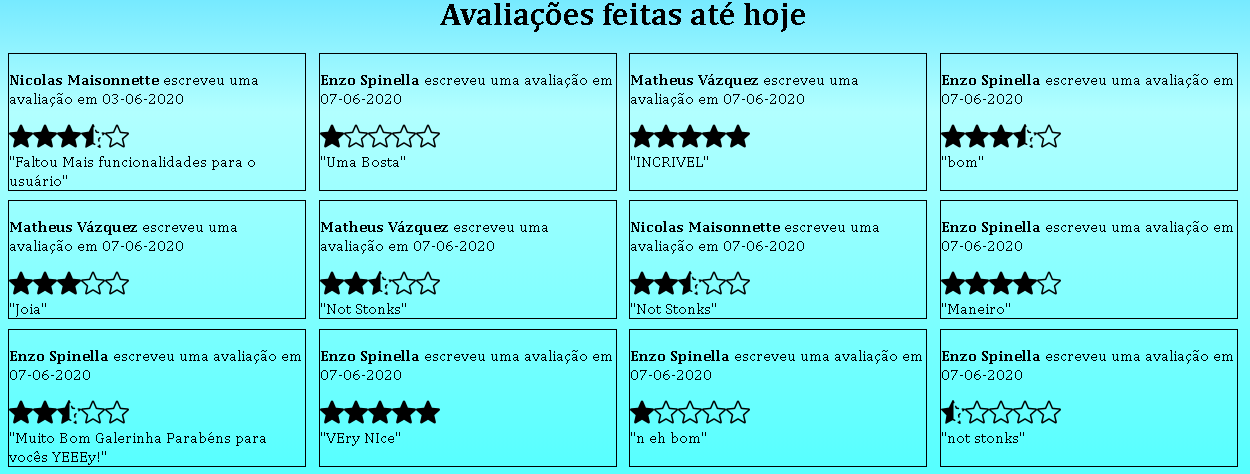 Avaliações feitas até hoje
Nicolas Maisonnette escreveu uma
avaliação em 03-06-2020
"Faltou Mais funcionalidades para o
usuário"
Enzo Spinella escreveu uma avaliação em
07-06-2020
"Uma Bosta"
Matheus Vázquez escreveu uma
avaliação em 07-06-2020
"INCRIVEL"
Enzo Spinella escreveu uma avaliação em
07-06-2020
"bom"
Matheus Vázquez escreveu uma
avaliação em 07-06-2020
"Joia"
Matheus Vázquez escreveu uma
avaliação em 07-06-2020
"Not Stonks"
Nicolas Maisonnette escreveu uma
avaliação em 07-06-2020
"Not Stonks"
Enzo Spinella escreveu uma avaliação em
07-06-2020
"Maneiro"
Enzo Spinella escreveu uma avaliação em
07-06-2020
"Muito Bom Galerinha Parabéns para
vocês YEEEy!"
Enzo Spinella escreveu uma avaliação em
07-06-2020
"VEry NIce"
Enzo Spinella escreveu uma avaliação em
07-06-2020
"n eh bom"
Enzo Spinella escreveu uma avaliação em
07-06-2020
"not stonks"